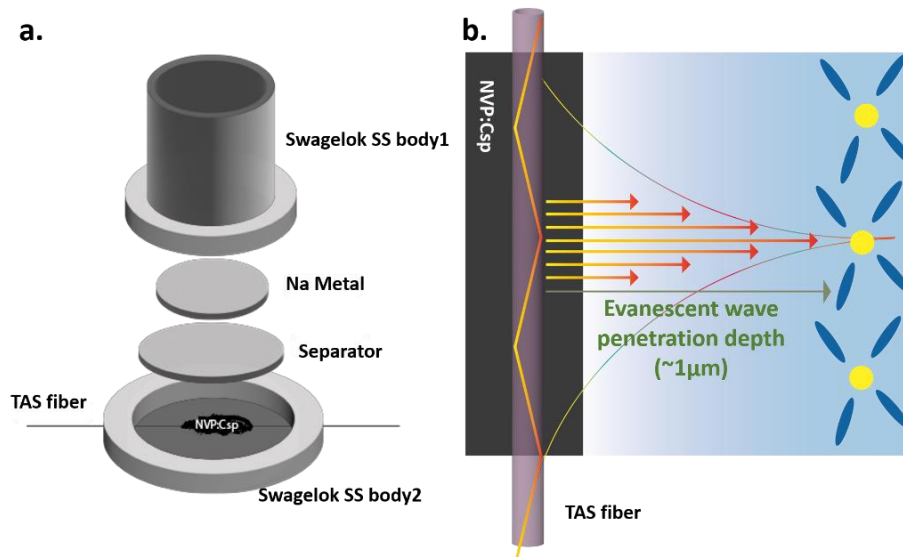 a.
Swagelok SS body1
Na Metal
Separator
TAS fiber
NVP:Csp
Swagelok SS body2
b.
NVP:Csp
Evanescent wave
penetration depth
(~1μm)
TAS fiber